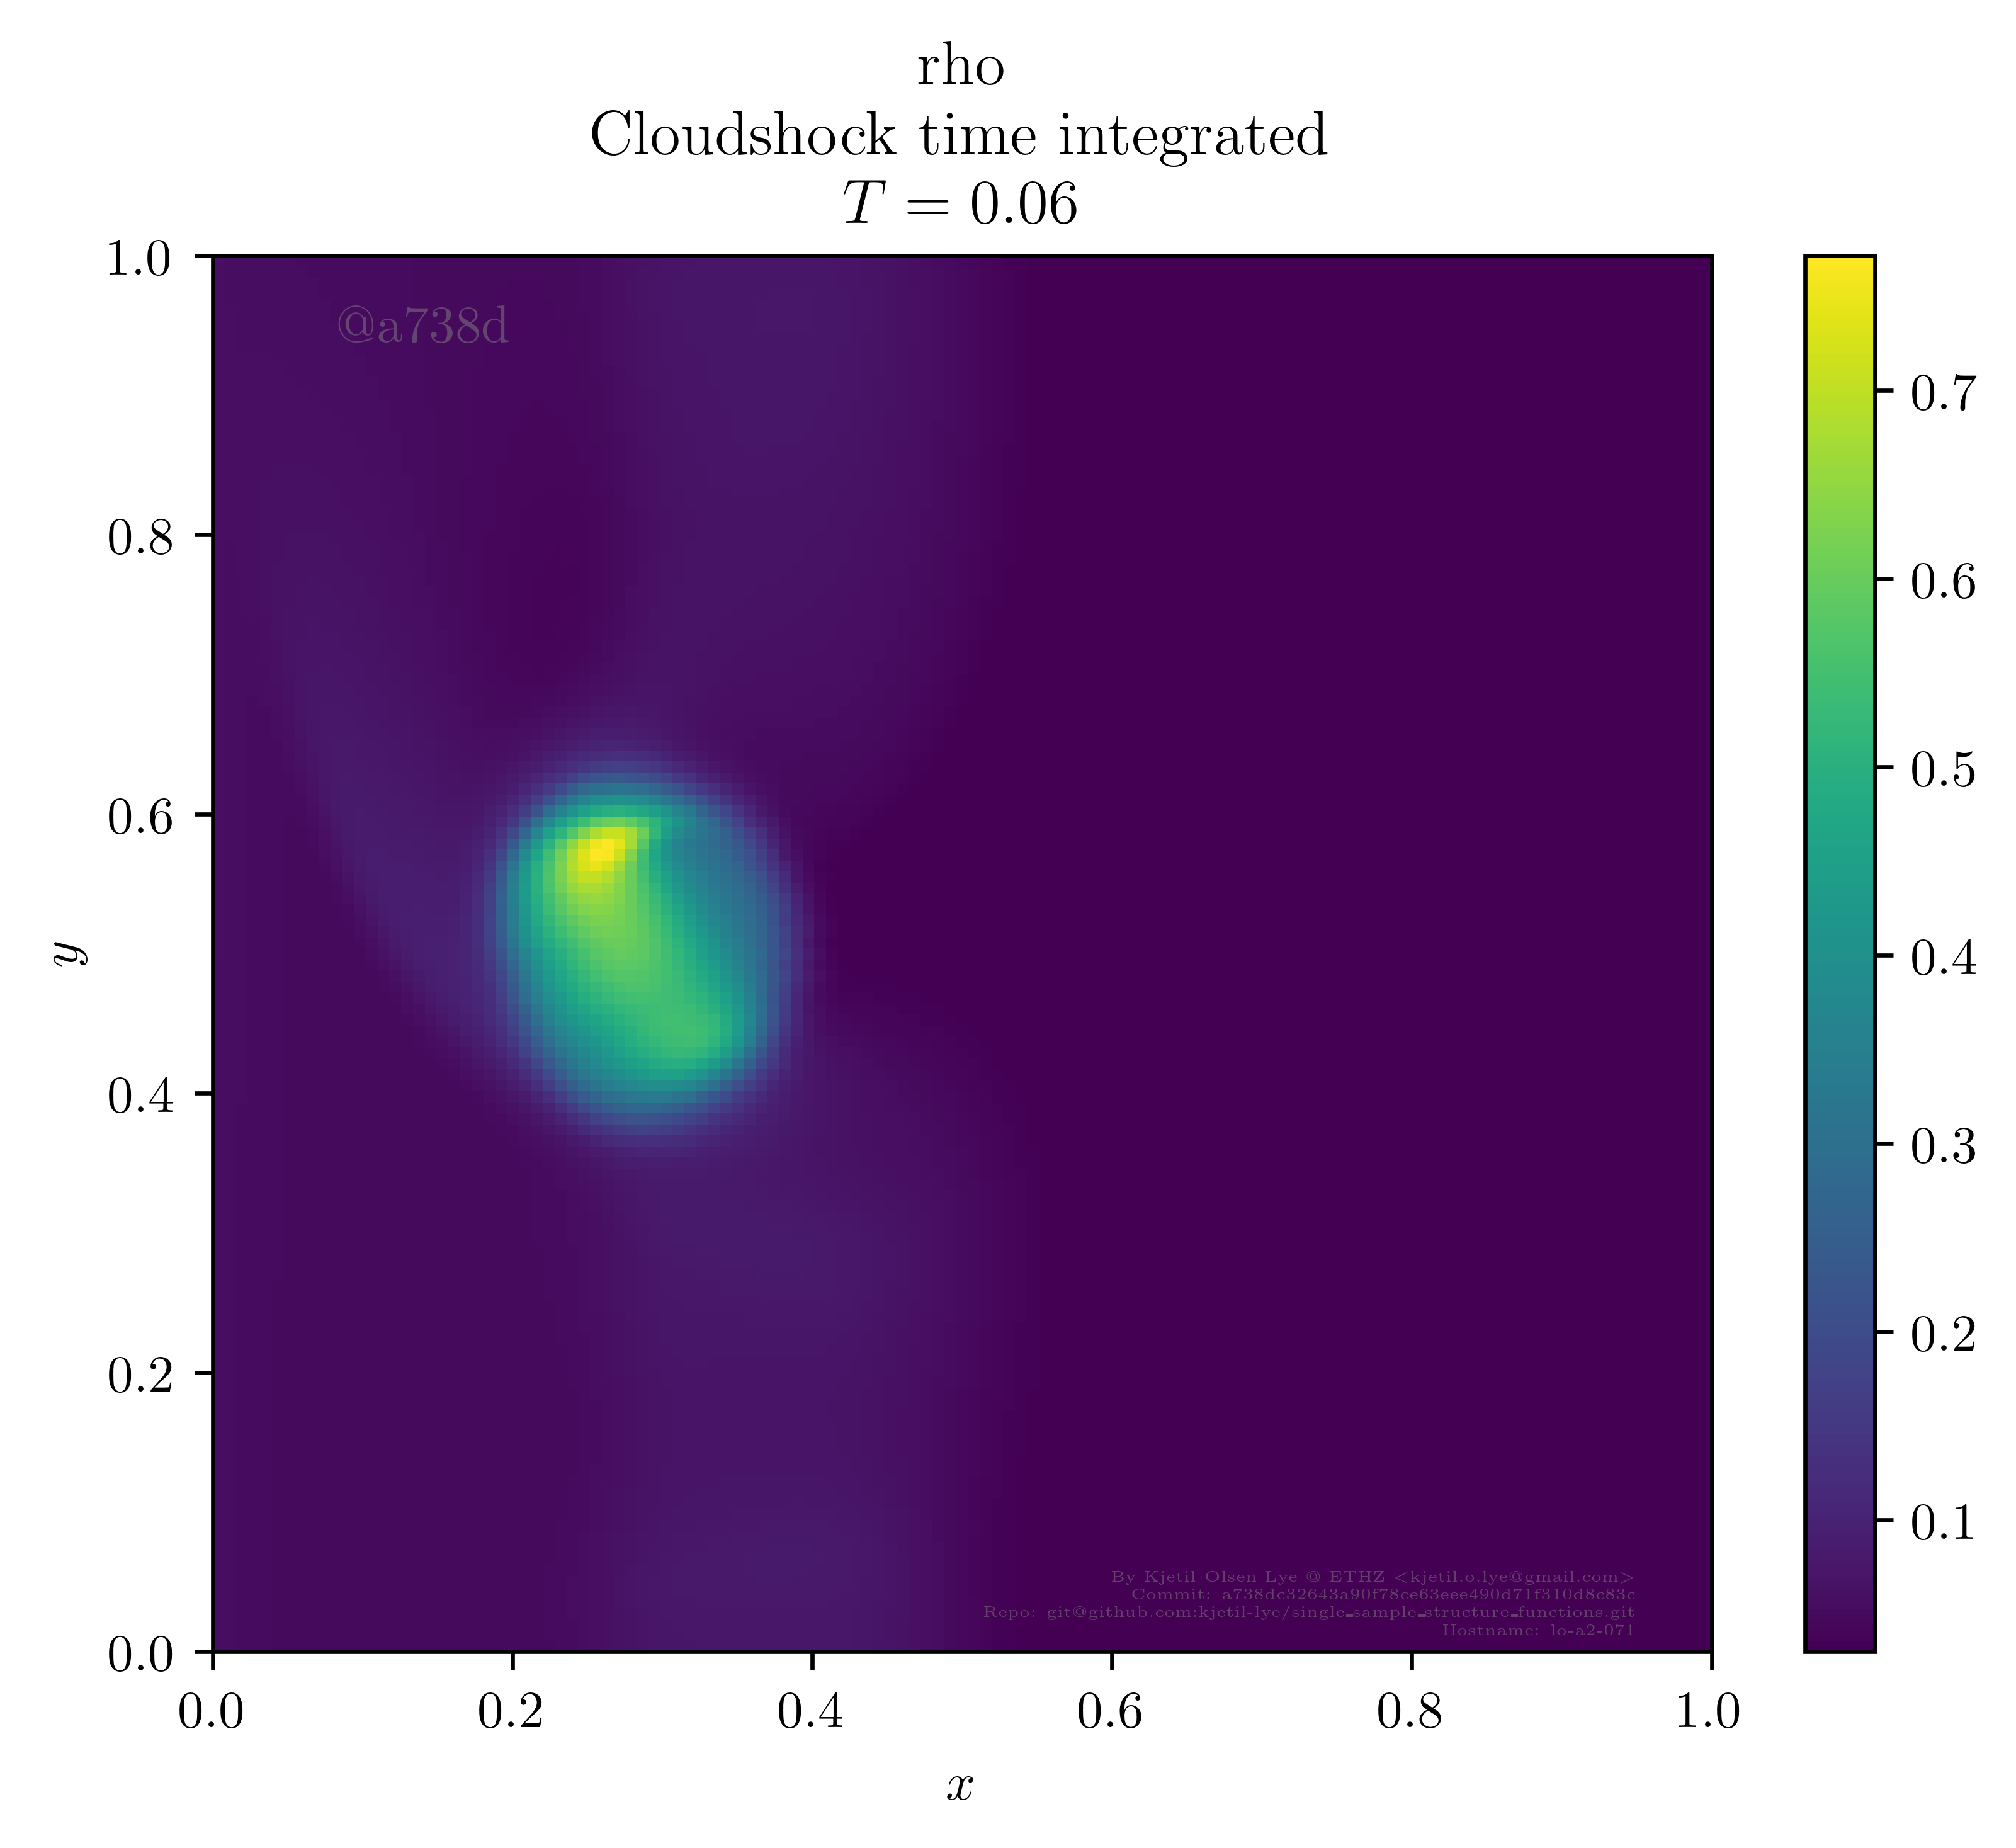 rho
Cloudshock time integrated
T = 0.06
1.0
0.8
0.6
0.4
0.2
0.0
y
@a738d
By Kjetil Olsen Lye @ ETHZ <kjetil.o.lye@gmail.com>
Commit: a738dc32643a90f78ce63eee490d71f310d8c83c
Repo: git@github.com:kjetil-lye/single_sample_structure_functions.git
Hostname: lo-a2-071
0.0 0.2 0.4 0.6 0.8 1.0
x
0.7
0.6
0.5
0.4
0.3
0.2
0.1